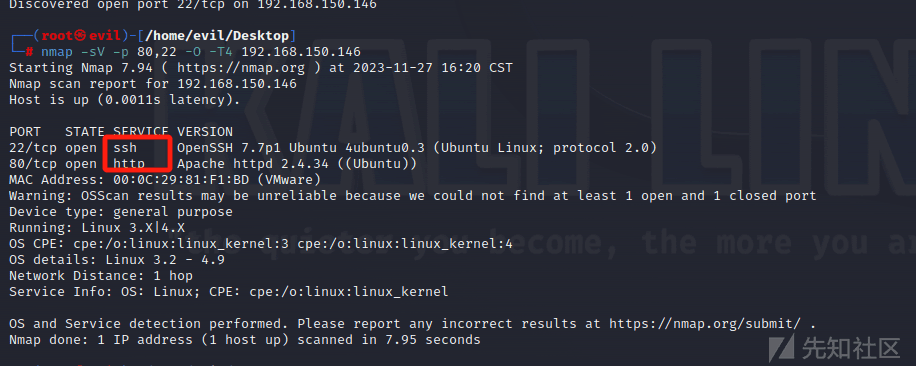 Discovered open port 22/tcp on 192.168.150.146
┌──(root㉿evil)-[/home/evil/Desktop]
└─# nmap -sV -p 80,22 -O -T4 192.168.150.146
Starting Nmap 7.94 ( https://nmap.org ) at 2023-11-27 16:20 CST
Nmap scan report for 192.168.150.146
Host is up (0.0011s latency).
PORT   STATE SERVICE VERSION
22/tcp open  ssh     OpenSSH 7.7p1 Ubuntu 4ubuntu0.3 (Ubuntu Linux; protocol 2.0)
80/tcp open  http    Apache httpd 2.4.34 ((Ubuntu))
MAC Address: 00:0C:29:81:F1:BD (VMware)
Warning: OSScan results may be unreliable because we could not find at least 1 open and 1 closed port
Device type: general purpose
Running: Linux 3.X|4.X
OS CPE: cpe:/o:linux:linux_kernel:3 cpe:/o:linux:linux_kernel:4
OS details: Linux 3.2 - 4.9
Network Distance: 1 hop
Service Info: OS: Linux; CPE: cpe:/o:linux:linux_kernel
OS and Service detection performed. Please report any incorrect results at https://nmap.org/submit/ .
Nmap done: 1 IP address (1 host up) scanned in 7.95 seconds
KALI LIN
the quieter you become, the more you a
先知社区